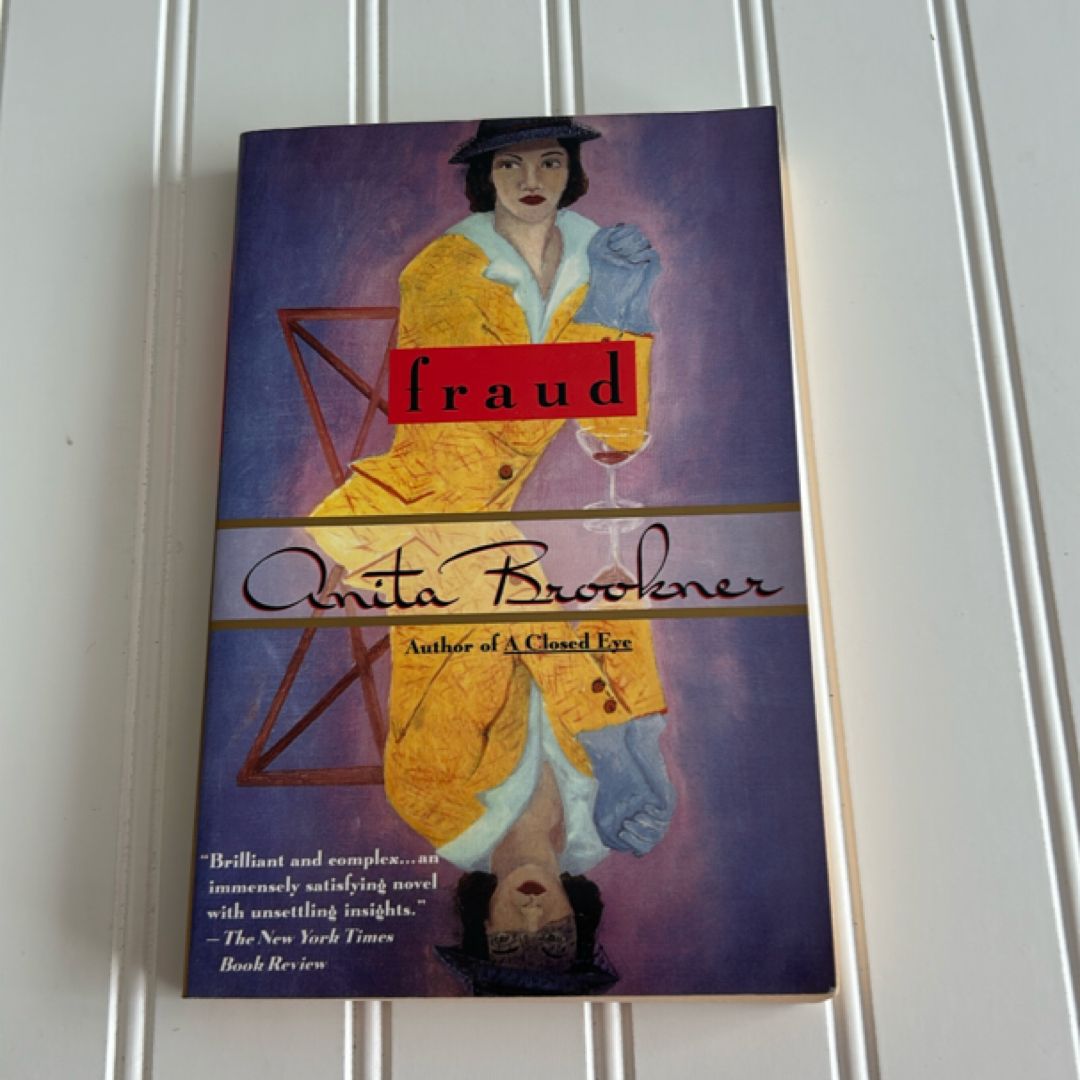 fraud
Anita Brookner
Author of A Closed Eye
"Brilliant and complex...an
immensely satisfying novel
with unsettling insights."
– The New York Times
Book Review